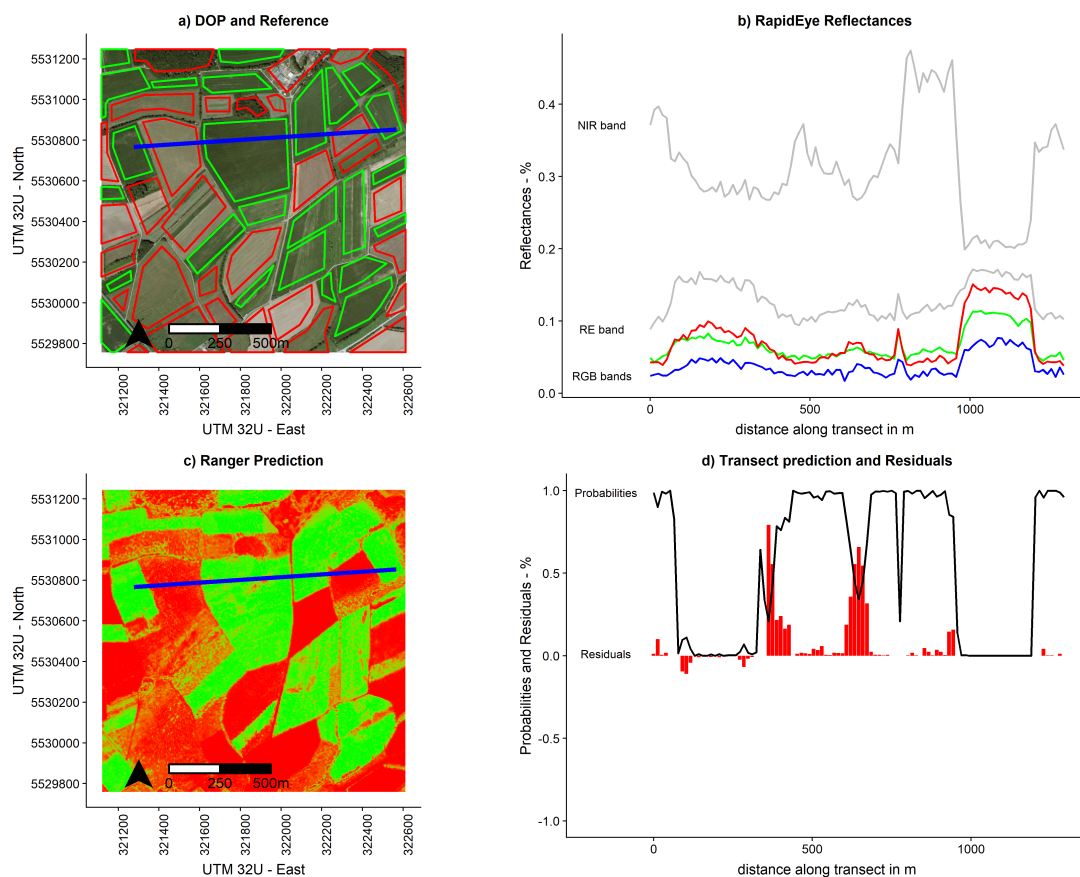 a) DOP and Reference
5531200
5531000
5530800
5530600
5530400
5530200
5530000
5529800
UTM 32U - North
0 250 500m
321200 321400 321600 321800 322000 322200 322400 322600
UTM 32U - East
b) RapidEye Reflectances
0.4
0.3
0.2
0.1
0.0
Reflectances - %
NIR band
RE band
RGB bands
0 500 1000
distance along transect in m
c) Ranger Prediction
5531200
5531000
5530800
5530600
5530400
5530200
5530000
5529800
UTM 32U - North
0 250 500m
321200 321400 321600 321800 322000 322200 322400 322600
UTM 32U - East
d) Transect prediction and Residuals
1.0
0.5
0.0
-0.5
-1.0
Probabilities and Residuals - %
Probabilities
Residuals
0 500 1000
distance along transect in m